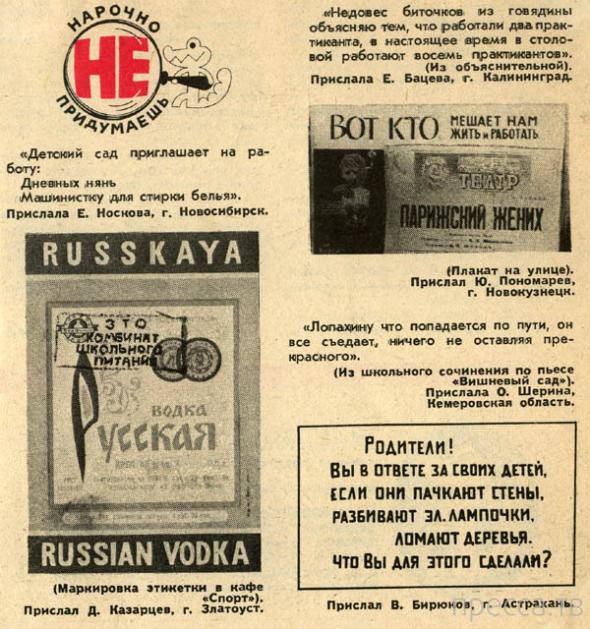 НАРОЧНО
НЕ
ПРИДУМАЕШЬ
«Детский сад приглашает на ра-
боту:
Дневных нянь
Машинистку для стирки белья».
Прислала Е. Носкова, г. Новосибирск.
RUSSKAYA
ЭТО
КОМБИНАТ
ШКОЛЬНОГО
ПИТАНИЯ
ВОДКА
Русская
RUSSIAN VODKA
(Маркировка этикетки в кафе
«Спорт»).
Прислал Д. Казарцев, г. Златоуст.
«Недовес биточков из говядины
объясняю тем, что работали два прак-
тиканта, в настоящее время в столо-
вой работают восемь практикантов».
(Из объяснительной).
Прислала Е. Бацева, г. Калининград.
ВОТ КТО МЕШАЕТ НАМ
ЖИТЬ и РАБОТАТЬ
ТЕАТР
ПАРИЖСКИЙ ЖЕНИХ
(Плакат на улице).
Прислал Ю. Пономарев,
г. Новокузнецк.
«Лопахину что попадается по пути, он
все съедает, ничего не оставляя пре-
красного».
(Из школьного сочинения по пьесе
«Вишневый сад»).
Прислала О. Шерина,
Кемеровская область.
РОДИТЕЛИ!
ВЫ В ОТВЕТЕ ЗА СВОИХ ДЕТЕЙ,
ЕСЛИ ОНИ ПАЧКАЮТ СТЕНЫ,
РАЗБИВАЮТ ЭЛ. ЛАМПОЧКИ,
ЛОМАЮТ ДЕРЕВЬЯ.
ЧТО ВЫ ДЛЯ ЭТОГО СДЕЛАЛИ?
Прислал В. Бирюков, г. Астрахань.
пресса.тв